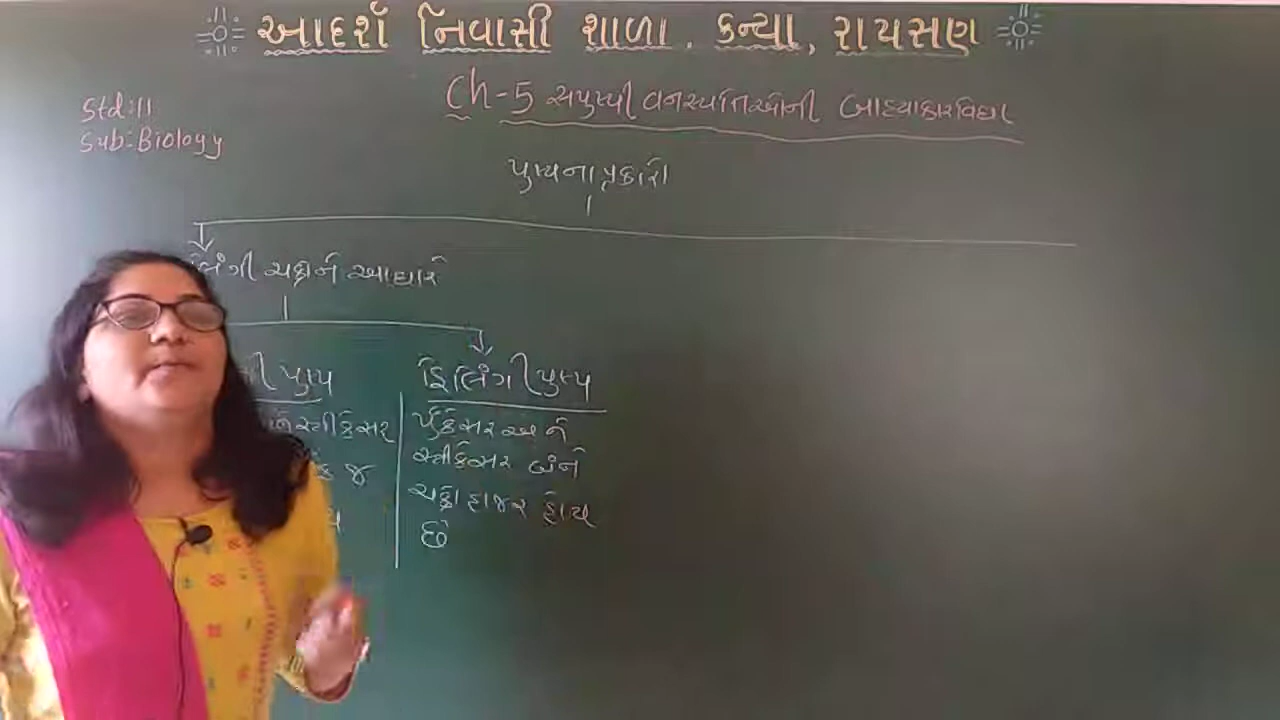 આદર્શ નિવાસી શાળા. કન્યા, રાયસણ
Std:11
Sub:Biology
Ch-5 સપુષ્પી વનસ્પતિઓની બાહ્યાકારવિદ્યા
પુષ્પના પ્રકારો
લિંગી ચક્રોને આધારે
પુષ્પ
દ્વિલિંગી પુષ્પ
સ્ત્રીકેસર
જ
પુંકેસર અને
સ્ત્રીકેસર બંને
ચક્રો હાજર હોય
છે